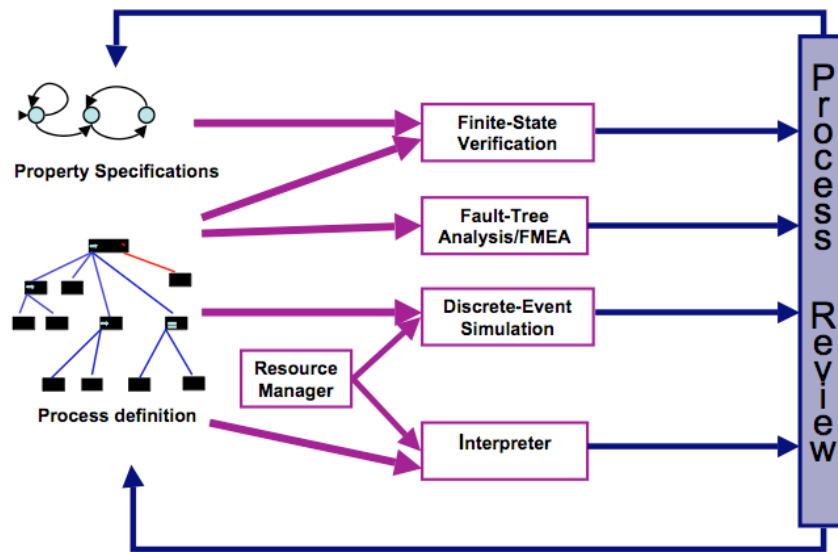 Property Specifications
Process definition
Finite-State
Verification
Fault-Tree
Analysis/FMEA
Discrete-Event
Simulation
Resource
Manager
Interpreter
Process Review